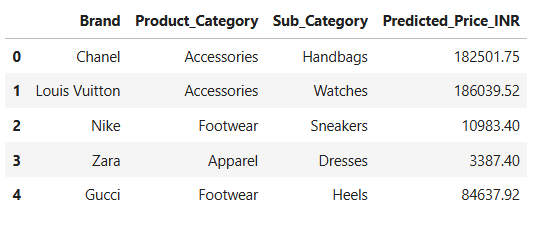 Brand Product_Category Sub_Category Predicted_Price_INR
0 Chanel Accessories Handbags 182501.75
1 Louis Vuitton Accessories Watches 186039.52
2 Nike Footwear Sneakers 10983.40
3 Zara Apparel Dresses 3387.40
4 Gucci Footwear Heels 84637.92